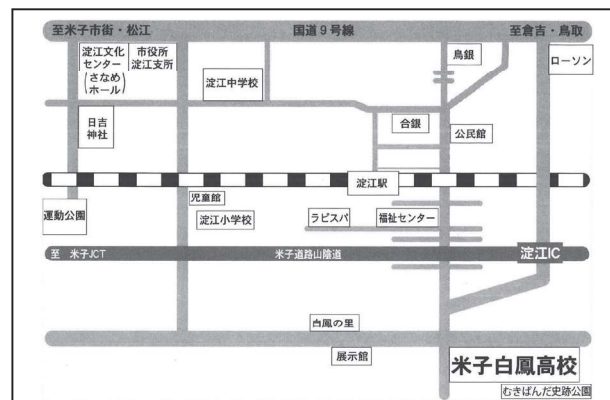 至米子市街・松江
国道9号線
至倉吉・鳥取
淀江文化
センター
(さなめ
ホール)
市役所
淀江支所
淀江中学校
鳥銀
ローソン
日吉
神社
合銀
公民館
淀江駅
児童館
運動公園
淀江小学校
ラピスパ
福祉センター
至 米子JCT
米子道路山陰道
淀江IC
白鳳の里
展示館
米子白鳳高校
むきばんだ史跡公園